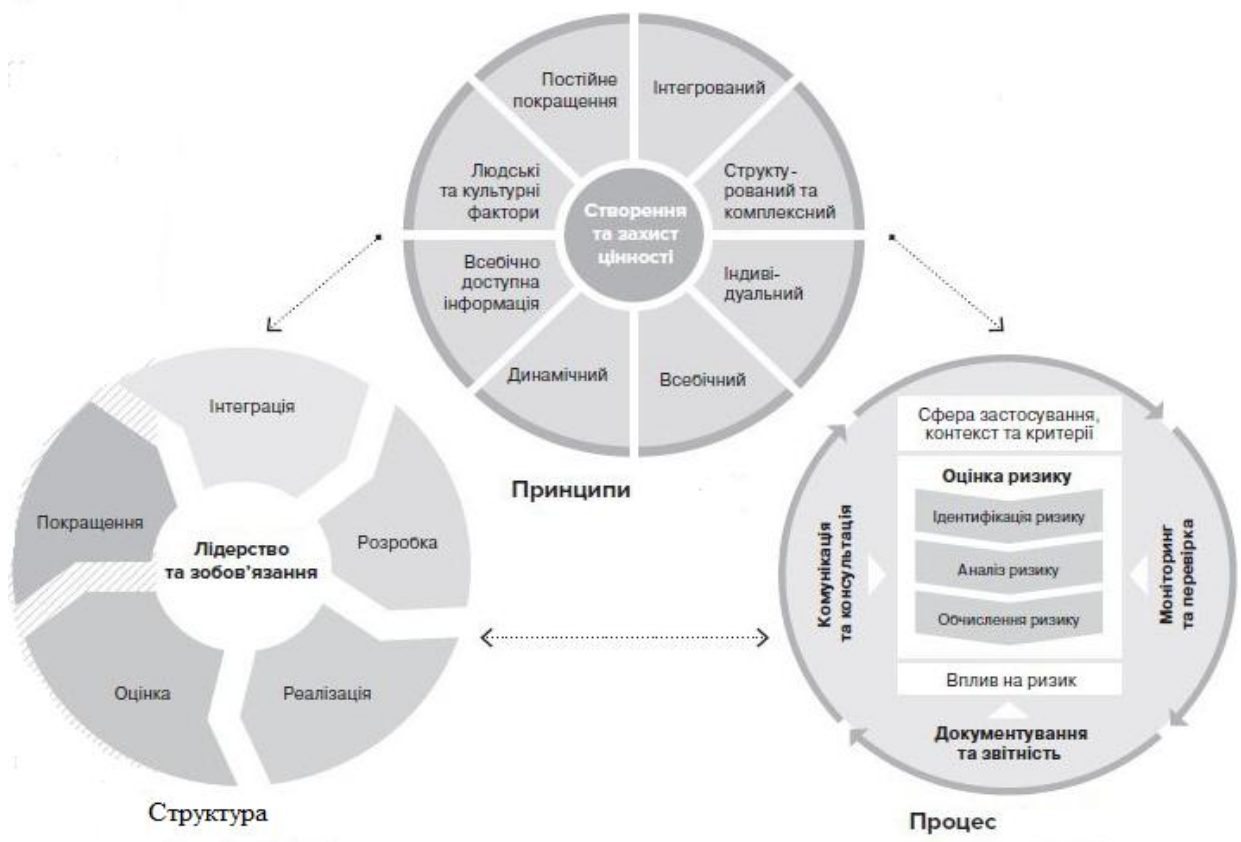 Постійне
покращення
Інтегрований
Людські
та культурні
фактори
Структу-
рований та
комплексний
Створення
та захист
цінності
Всебічно
доступна
інформація
Індиві-
дуальний
Динамічний
Всебічний
Принципи
Інтеграція
Покращення
Розробка
Лідерство
та зобов’язання
Оцінка
Реалізація
Структура
Сфера застосування,
контекст та критерії
Оцінка ризику
Ідентифікація ризику
Аналіз ризику
Обчислення ризику
Вплив на ризик
Комунікація
та консультація
Моніторинг
та перевірка
Документування
та звітність
Процес